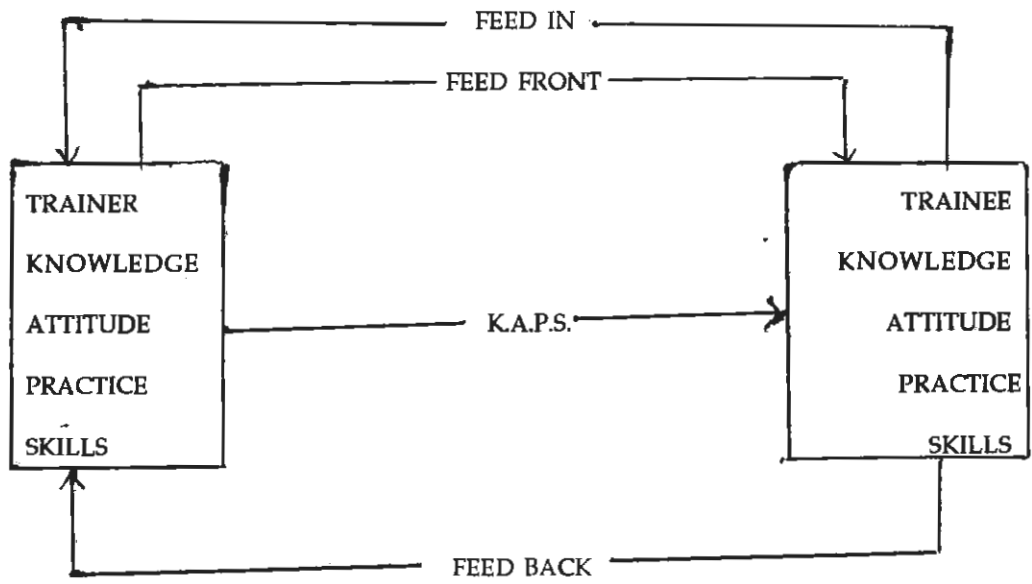 FEED IN
FEED FRONT
TRAINER
KNOWLEDGE
ATTITUDE
PRACTICE
SKILLS
K.A.P.S.
TRAINEE
KNOWLEDGE
ATTITUDE
PRACTICE
SKILLS
FEED BACK